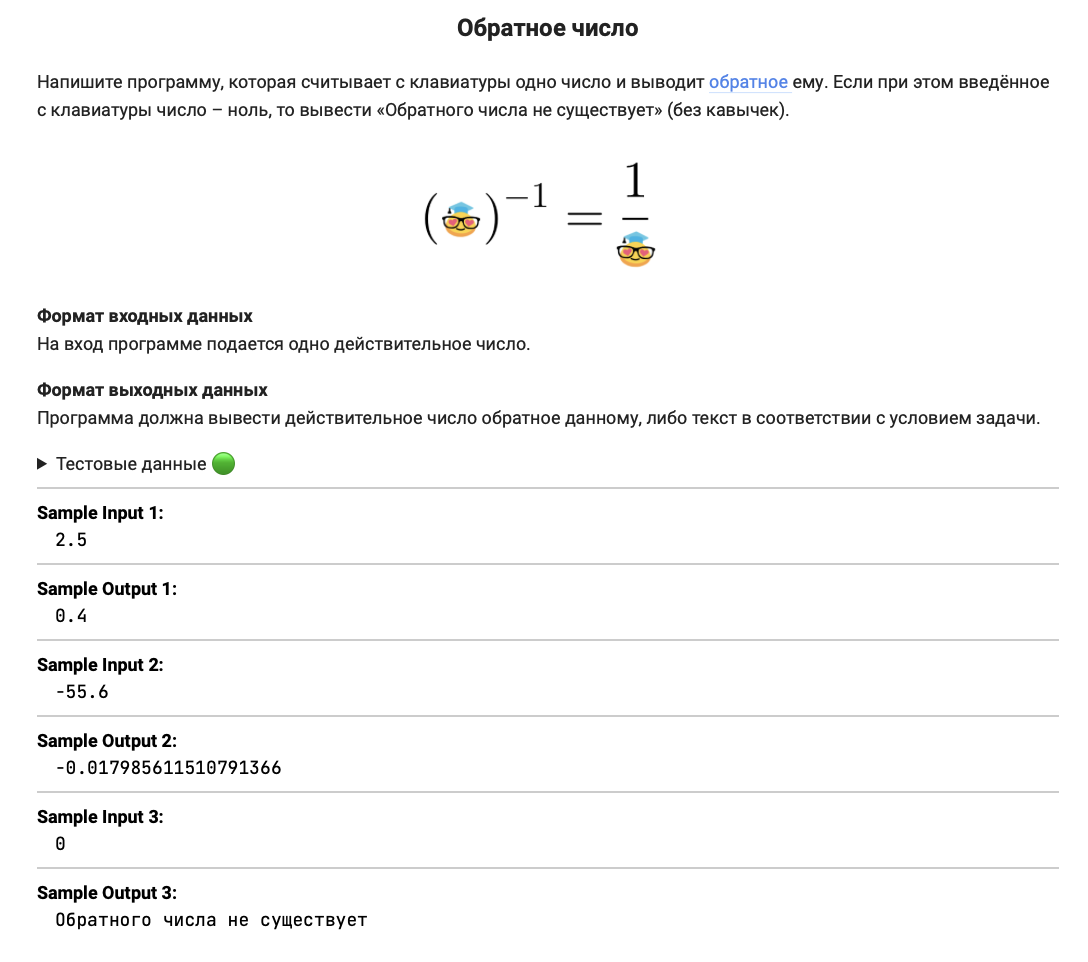 Обратное число
Напишите программу, которая считывает с клавиатуры одно число и выводит обратное ему. Если при этом введённое
с клавиатуры число – ноль, то вывести «Обратного числа не существует» (без кавычек).
(🥰)⁻¹ = 1/🥰
Формат входных данных
На вход программе подается одно действительное число.
Формат выходных данных
Программа должна вывести действительное число обратное данному, либо текст в соответствии с условием задачи.
Тестовые данные
Sample Input 1:
2.5
Sample Output 1:
0.4
Sample Input 2:
-55.6
Sample Output 2:
-0.017985611510791366
Sample Input 3:
0
Sample Output 3:
Обратного числа не существует